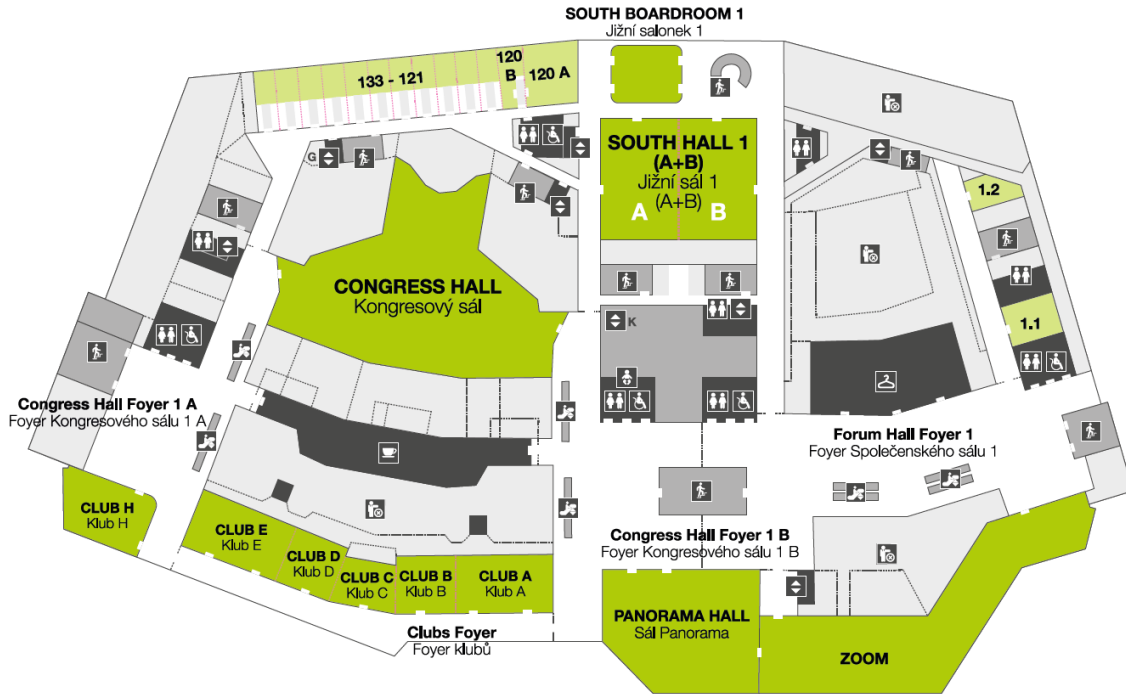 SOUTH BOARDROOM 1
Jižní salonek 1
133 - 121
120
B
120 A
SOUTH HALL 1
(A+B)
Jižní sál 1
(A+B)
A
B
G
1.2
CONGRESS HALL
Kongresový sál
K
1.1
Congress Hall Foyer 1 A
Foyer Kongresového sálu 1 A
Forum Hall Foyer 1
Foyer Společenského sálu 1
CLUB H
Klub H
CLUB E
Klub E
CLUB D
Klub D
CLUB C
Klub C
CLUB B
Klub B
CLUB A
Klub A
Congress Hall Foyer 1 B
Foyer Kongresového sálu 1 B
PANORAMA HALL
Sál Panorama
Clubs Foyer
Foyer klubů
ZOOM